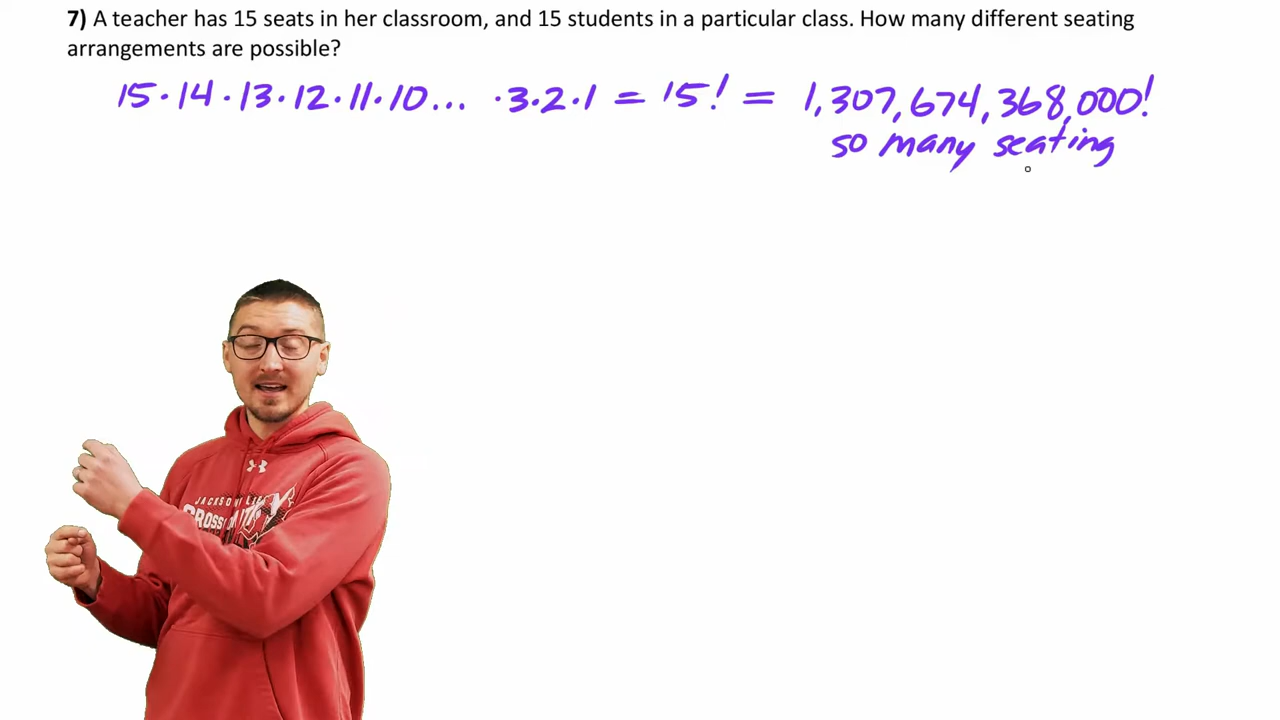 7) A teacher has 15 seats in her classroom, and 15 students in a particular class. How many different seating
arrangements are possible?
15·14·13·12·11·10... ·3·2·1 = 15! = 1,307,674,368,000!
so many seating